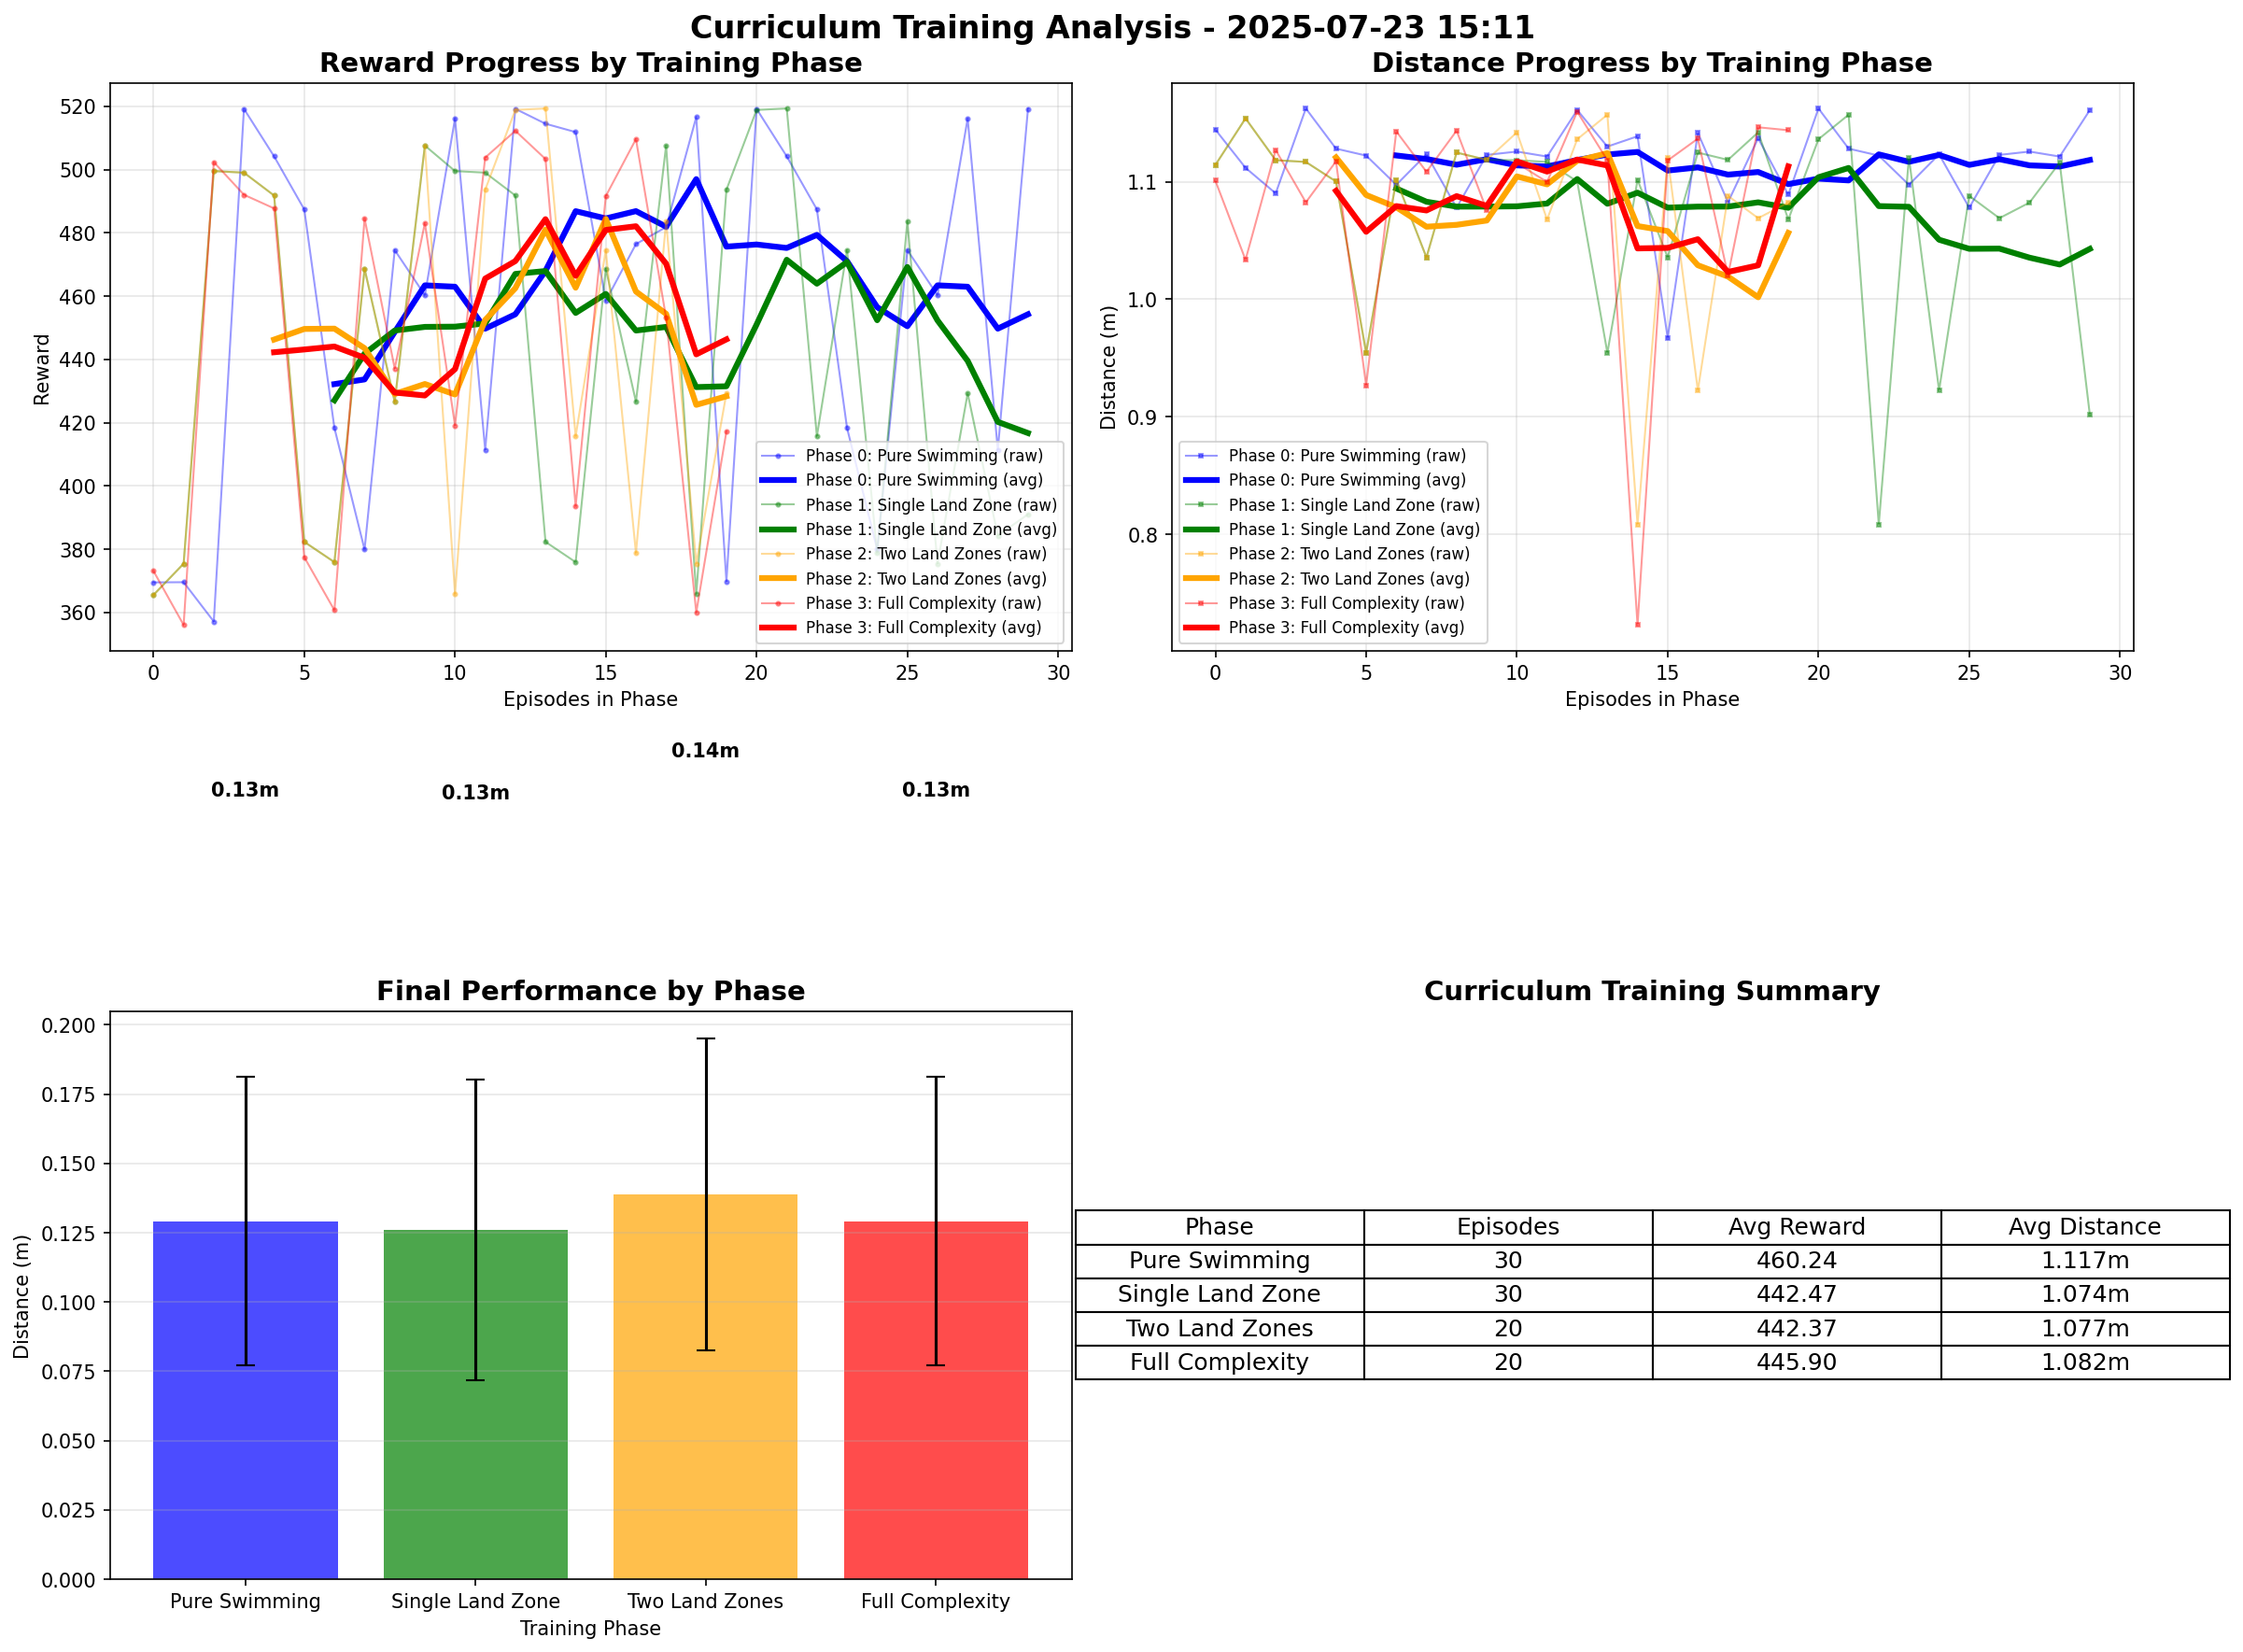 Curriculum Training Analysis - 2025-07-23 15:11
Reward Progress by Training Phase
520
500
480
460
440
420
400
380
360
Reward
0
5
10
15
20
25
30
Episodes in Phase
Phase 0: Pure Swimming (raw)
Phase 0: Pure Swimming (avg)
Phase 1: Single Land Zone (raw)
Phase 1: Single Land Zone (avg)
Phase 2: Two Land Zones (raw)
Phase 2: Two Land Zones (avg)
Phase 3: Full Complexity (raw)
Phase 3: Full Complexity (avg)
Distance Progress by Training Phase
1.1
1.0
0.9
0.8
Distance (m)
0
5
10
15
20
25
30
Episodes in Phase
Phase 0: Pure Swimming (raw)
Phase 0: Pure Swimming (avg)
Phase 1: Single Land Zone (raw)
Phase 1: Single Land Zone (avg)
Phase 2: Two Land Zones (raw)
Phase 2: Two Land Zones (avg)
Phase 3: Full Complexity (raw)
Phase 3: Full Complexity (avg)
0.13m
0.13m
0.14m
0.13m
Final Performance by Phase
0.200
0.175
0.150
0.125
0.100
0.075
0.050
0.025
0.000
Distance (m)
Pure Swimming
Single Land Zone
Two Land Zones
Full Complexity
Training Phase
Curriculum Training Summary
Phase Episodes Avg Reward Avg Distance
Pure Swimming 30 460.24 1.117m
Single Land Zone 30 442.47 1.074m
Two Land Zones 20 442.37 1.077m
Full Complexity 20 445.90 1.082m